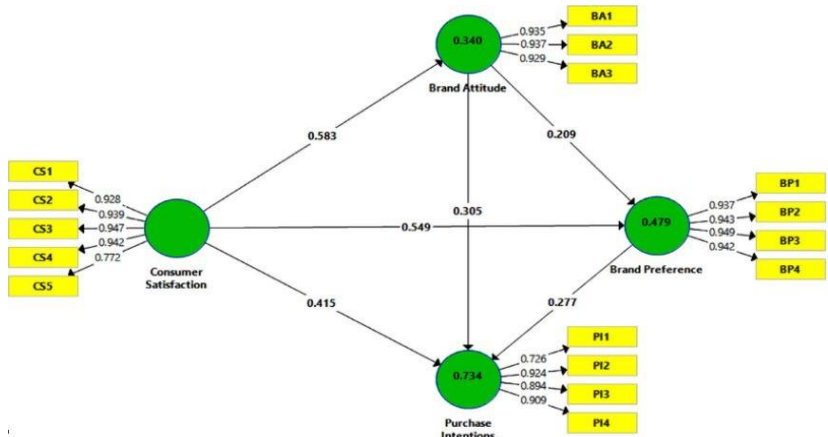 0.340
Brand Attitude
0.935
0.937
0.929
BA1
BA2
BA3
0.583
0.209
CS1
CS2
CS3
CS4
CS5
0.928
0.939
0.947
0.942
0.772
Consumer
Satisfaction
0.305
0.549
0.479
Brand Preference
0.937
0.943
0.949
0.942
BP1
BP2
BP3
BP4
0.415
0.277
0.734
Purchase
Intentions
0.726
0.924
0.894
0.909
PI1
PI2
PI3
PI4